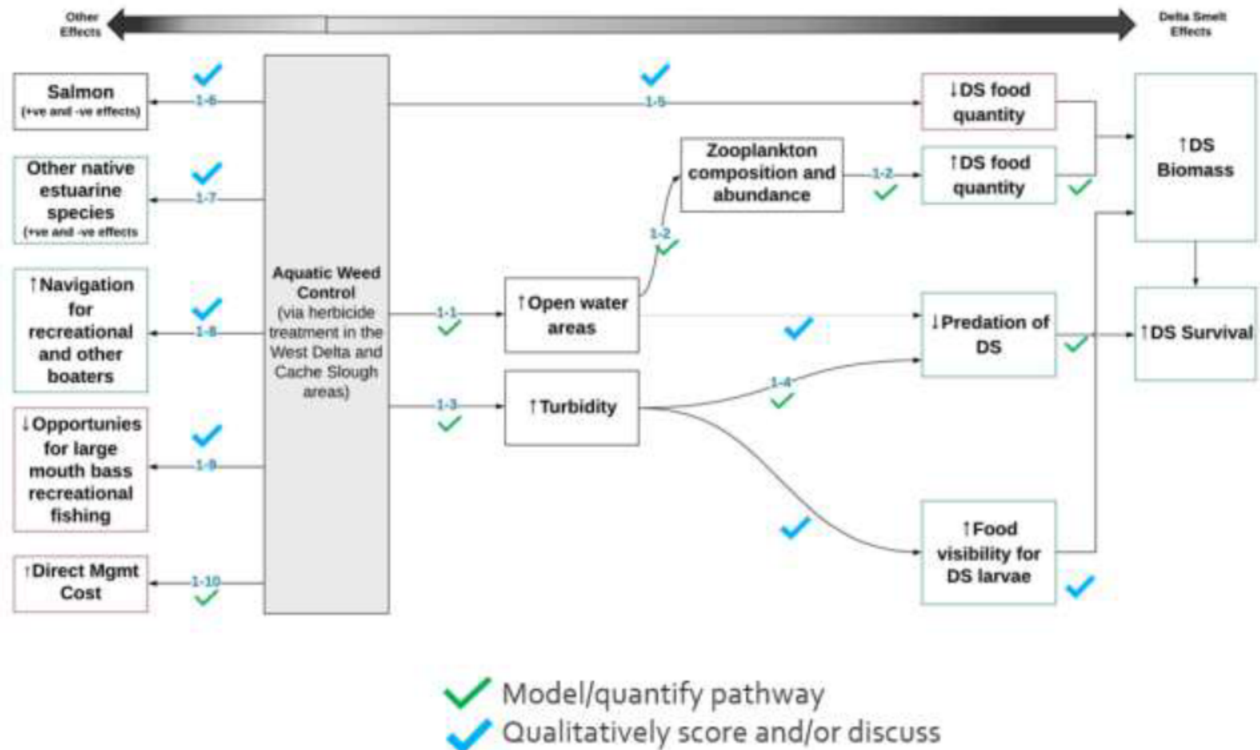 Other
Effects
Delta Smelt
Effects
Salmon
(+ve and -ve effects)
1-6
Other native
estuarine
species
(+ve and -ve effects
1-7
↑Navigation
for
recreational
and other
boaters
1-8
↓Opportunies
for large
mouth bass
recreational
fishing
1-9
↑Direct Mgmt
Cost
1-10
Aquatic Weed
Control
(via herbicide
treatment in the
West Delta and
Cache Slough
areas)
1-5
1-1
1-3
↑Open water
areas
↑Turbidity
1-2
Zooplankton
composition and
abundance
1-2
1-4
↓DS food
quantity
↑DS food
quantity
↓Predation of
DS
↑Food
visibility for
DS larvae
↑DS
Biomass
↑DS Survival
Model/quantify pathway
Qualitatively score and/or discuss